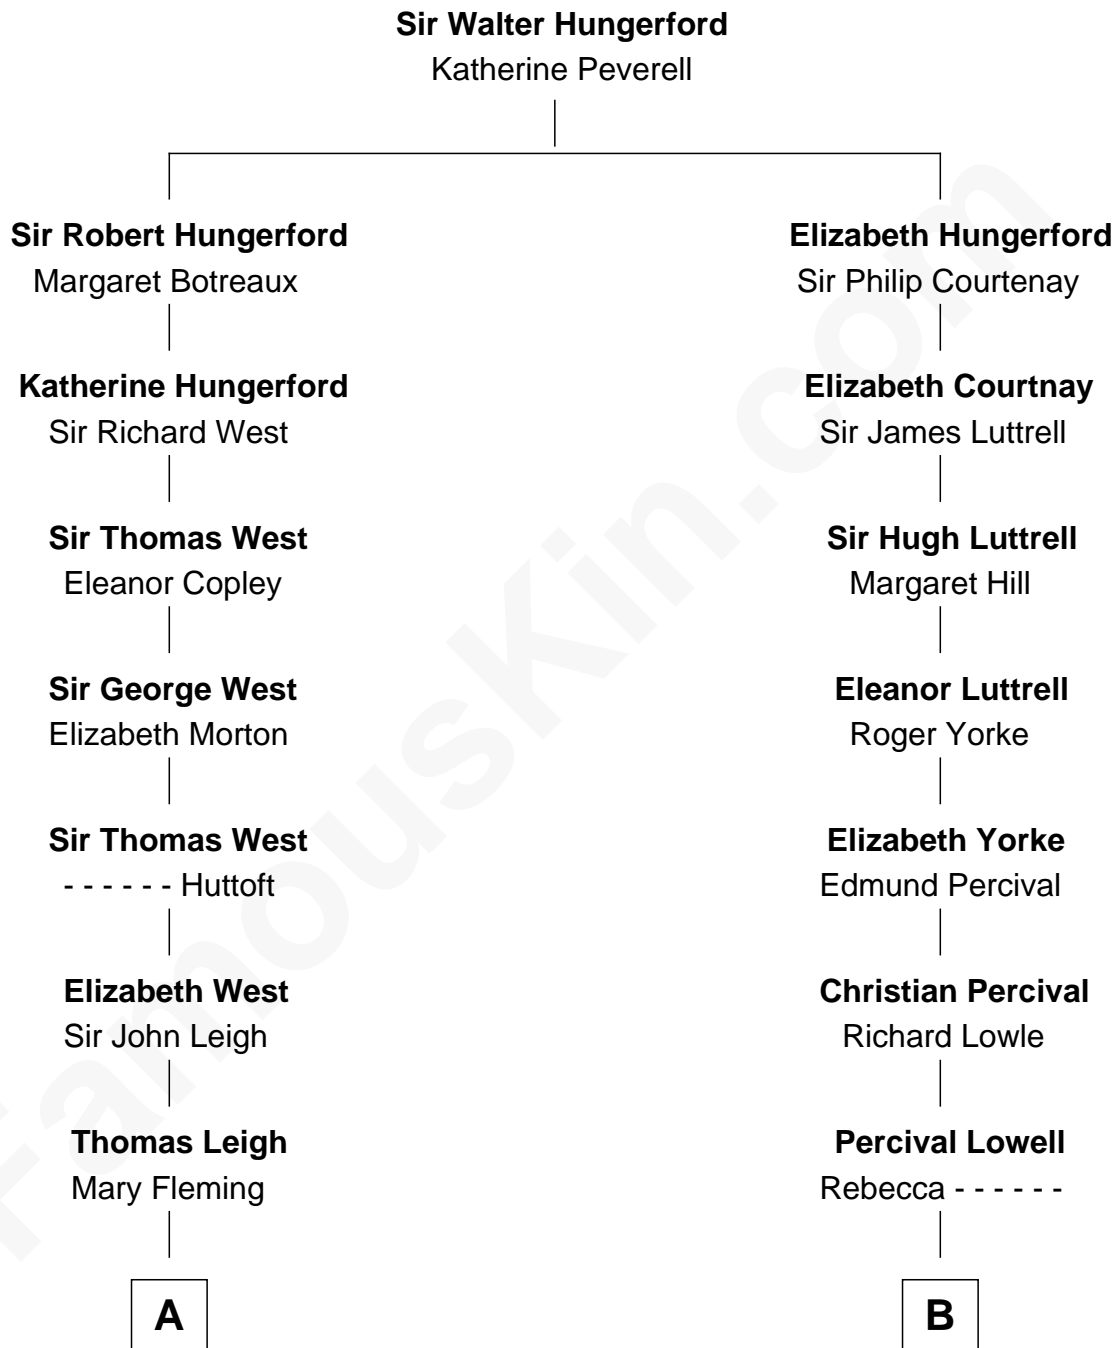 Sir Walter Hungerford
Katherine Peverell
Sir Robert Hungerford
Margaret Botreaux
Elizabeth Hungerford
Sir Philip Courtenay
Katherine Hungerford
Sir Richard West
Elizabeth Courtnay
Sir James Luttrell
Sir Thomas West
Eleanor Copley
Sir Hugh Luttrell
Margaret Hill
Sir George West
Elizabeth Morton
Eleanor Luttrell
Roger Yorke
Sir Thomas West
- - - - - - Huttoft
Elizabeth Yorke
Edmund Percival
Elizabeth West
Sir John Leigh
Christian Percival
Richard Lowle
Thomas Leigh
Mary Fleming
Percival Lowell
Rebecca - - - - - -
A
B
FamousKin.com